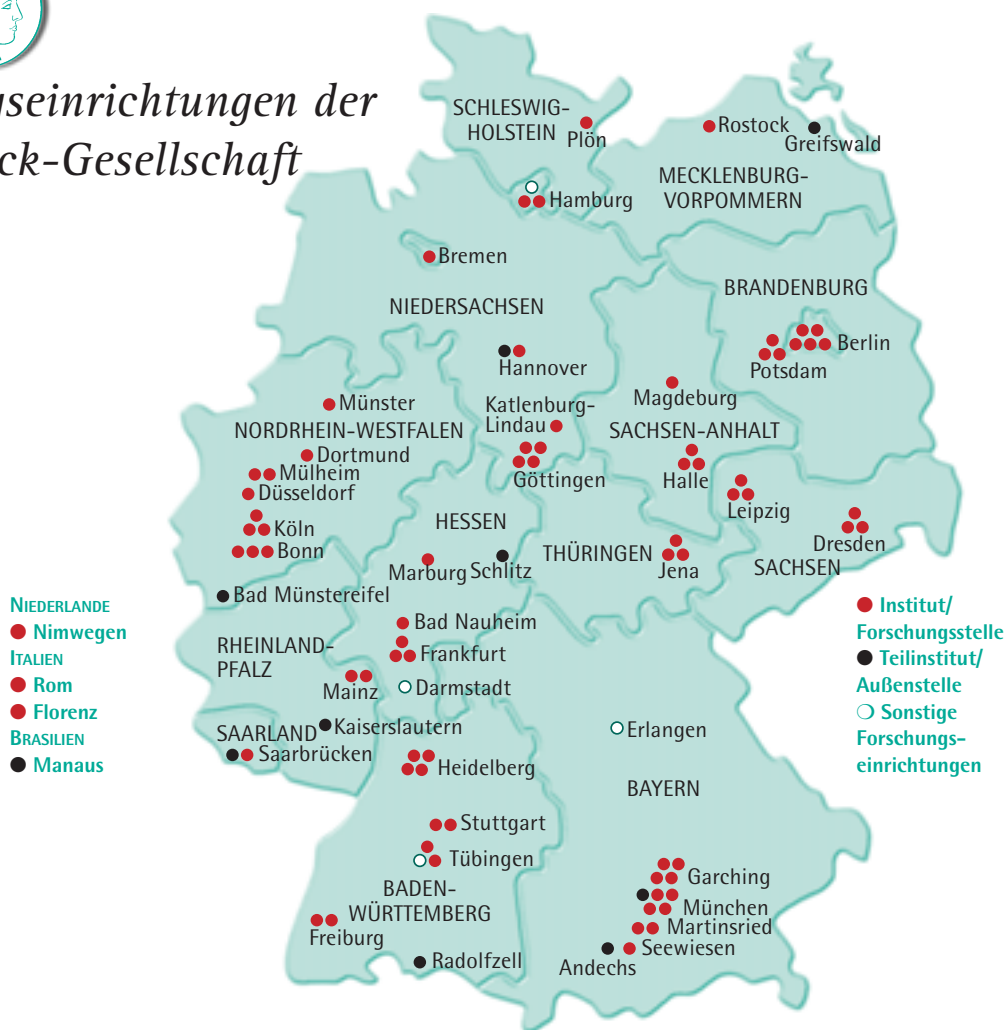 gseinrichtungen der
ck-Gesellschaft
SCHLESWIG-
HOLSTEIN
Plön
Rostock
Greifswald
MECKLENBURG-
VORPOMMERN
Hamburg
Bremen
NIEDERSACHSEN
BRANDENBURG
Berlin
Potsdam
Hannover
Magdeburg
Münster
Katlenburg-
Lindau
NORDRHEIN-WESTFALEN
SACHSEN-ANHALT
Dortmund
Mülheim
Göttingen
Halle
Düsseldorf
Leipzig
Köln
HESSEN
Dresden
Bonn
THÜRINGEN
Jena
SACHSEN
Marburg
Schlitz
Bad Münstereifel
NIEDERLANDE
Nimwegen
ITALIEN
Rom
Florenz
BRASILIEN
Manaus
Bad Nauheim
RHEINLAND-
PFALZ
Frankfurt
Mainz
Darmstadt
SAARLAND
Kaiserslautern
Saarbrücken
Erlangen
Heidelberg
BAYERN
Institut/
Forschungsstelle
Teilinstitut/
Außenstelle
Sonstige
Forschungs-
einrichtungen
Stuttgart
Tübingen
BADEN-
WÜRTTEMBERG
Freiburg
Radolfzell
Garching
München
Martinsried
Seewiesen
Andechs